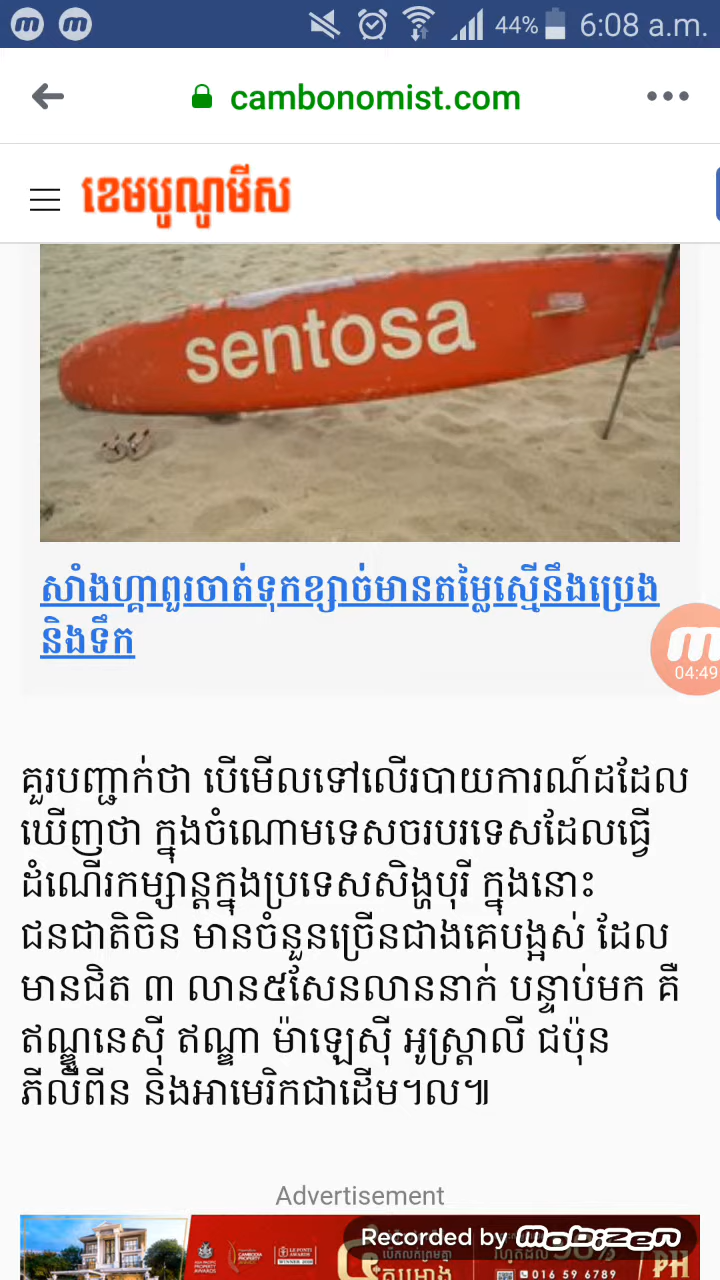 44% 6:08 a.m.
cambonomist.com
ខេមបូណូមីស
sentosa
សាំងហ្គាពួរចាត់ទុកខ្សាច់មានតម្លៃស្មើនឹងប្រេង
និងទឹក
04:49
គួរបញ្ជាក់ថា បើមើលទៅលើរបាយការណ៍ដដែល
ឃើញថា ក្នុងចំណោមទេសចរបរទេសដែលធ្វើ
ដំណើរកម្សាន្តក្នុងប្រទេសសិង្ហបុរី ក្នុងនោះ
ជនជាតិចិន មានចំនួនច្រើនជាងគេបង្អស់ ដែល
មានជិត ៣ លាន៥សែនលាននាក់ បន្ទាប់មក គឺ
ឥណ្ឌូនេស៊ី ឥណ្ឌា ម៉ាឡេស៊ី អូស្ត្រាលី ជប៉ុន
ភីលីពីន និងអាមេរិកជាដើម។ល៕
Advertisement
Recorded by Mobizen
WINNER
016 59 6789
PH